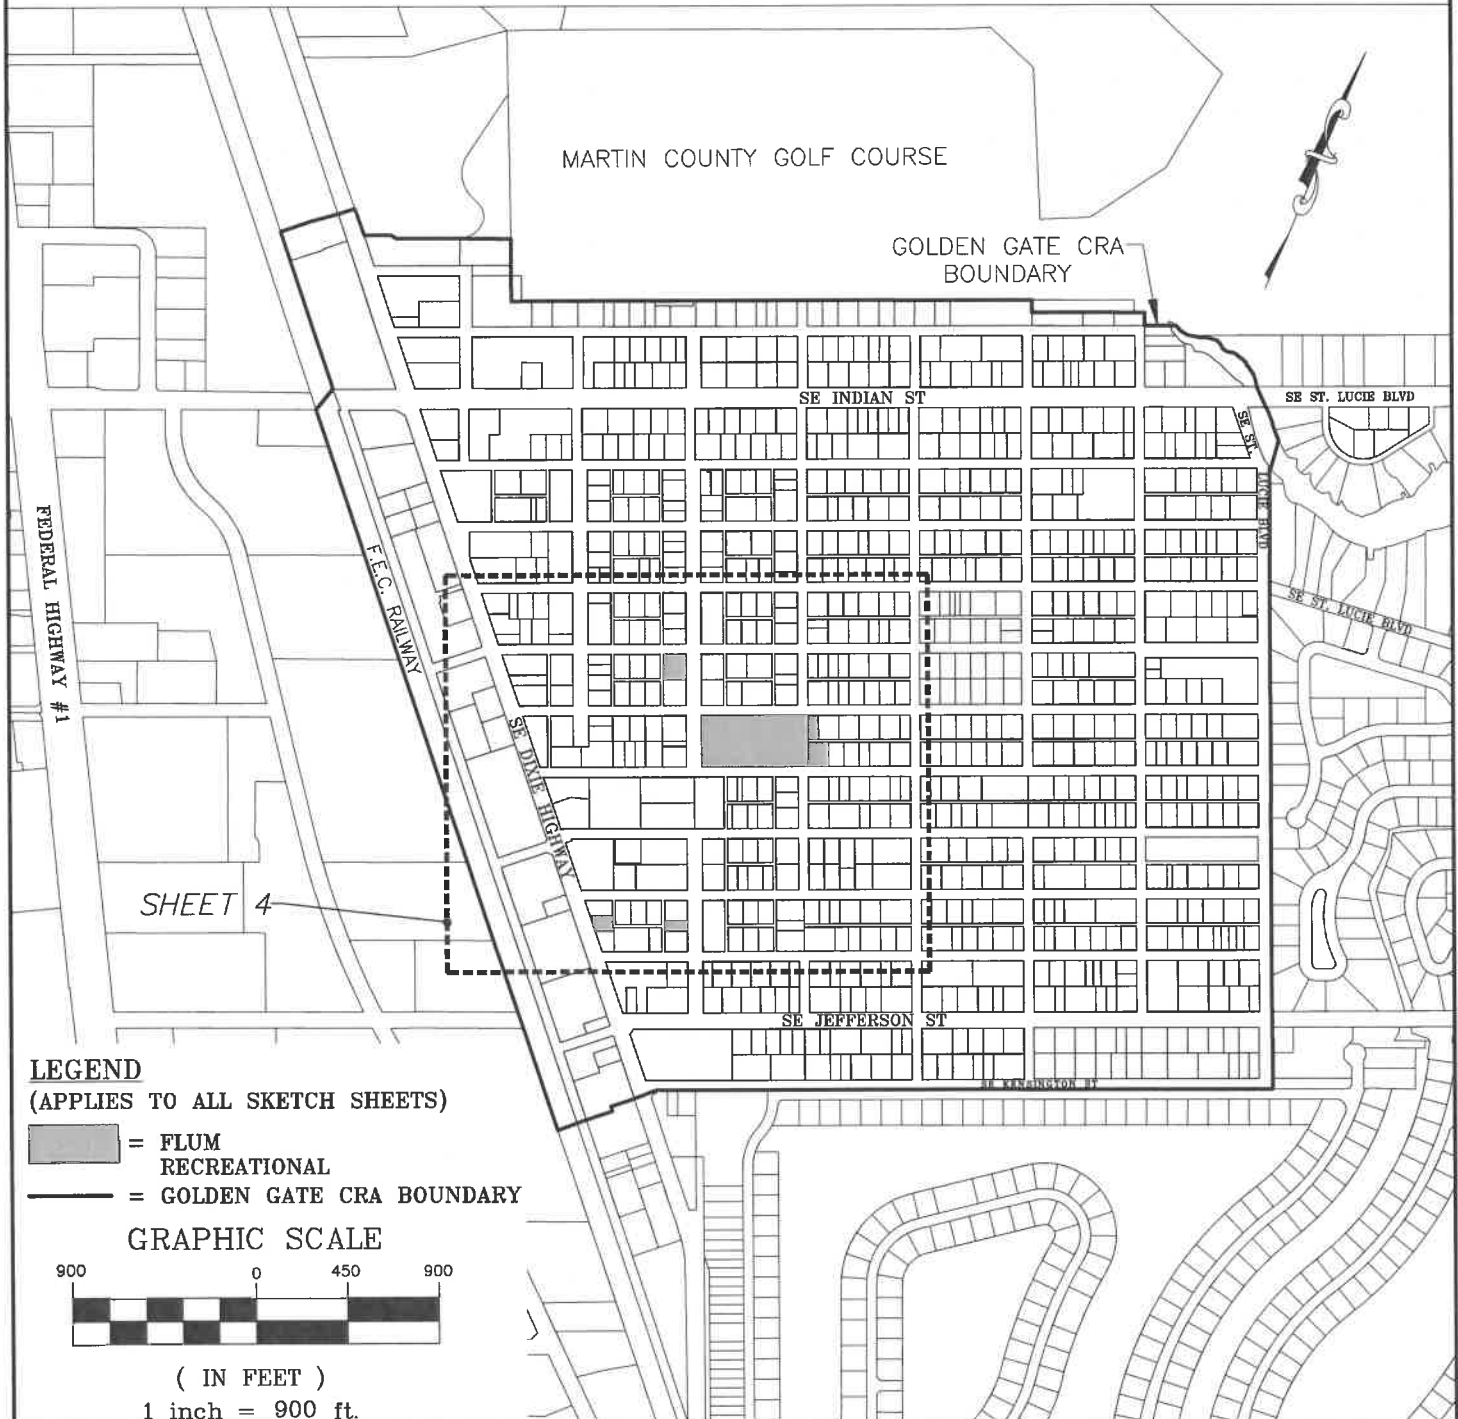 MARTIN COUNTY GOLF COURSE
GOLDEN GATE CRA
BOUNDARY
SE INDIAN ST
SE ST. LUCIE BLVD
SE ST.
LUCIE BLVD
FEDERAL HIGHWAY #1
F.E.C. RAILWAY
SE ST. LUCIE BLVD
SE DIXIE HIGHWAY
SHEET 4
SE JEFFERSON ST
SE KENSINGTON ST
LEGEND
(APPLIES TO ALL SKETCH SHEETS)
= FLUM
RECREATIONAL
= GOLDEN GATE CRA BOUNDARY
GRAPHIC SCALE
900 0 450 900
( IN FEET )
1 inch = 900 ft.